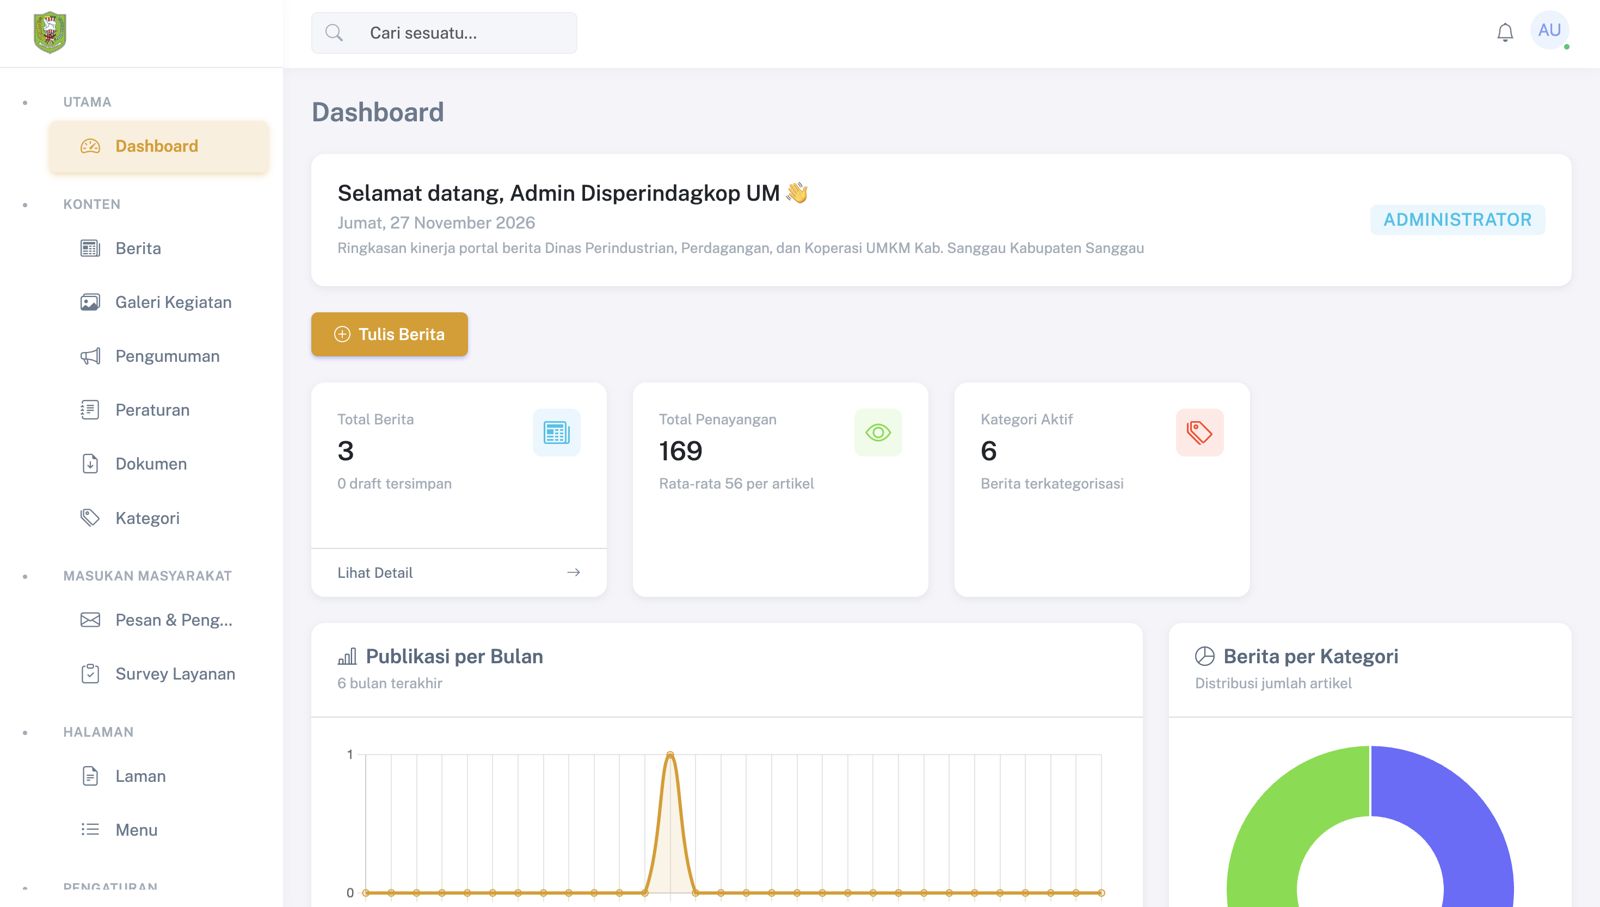 Cari sesuatu...
AU
UTAMA
Dashboard
KONTEN
Berita
Galeri Kegiatan
Pengumuman
Peraturan
Dokumen
Kategori
MASUKAN MASYARAKAT
Pesan & Peng...
Survey Layanan
HALAMAN
Laman
Menu
PENGATURAN
Dashboard
Selamat datang, Admin Disperindagkop UM 👋
Jumat, 27 November 2026
Ringkasan kinerja portal berita Dinas Perindustrian, Perdagangan, dan Koperasi UMKM Kab. Sanggau Kabupaten Sanggau
ADMINISTRATOR
Tulis Berita
Total Berita
3
0 draft tersimpan
Lihat Detail
Total Penayangan
169
Rata-rata 56 per artikel
Kategori Aktif
6
Berita terkategorisasi
Publikasi per Bulan
6 bulan terakhir
1
0
Berita per Kategori
Distribusi jumlah artikel